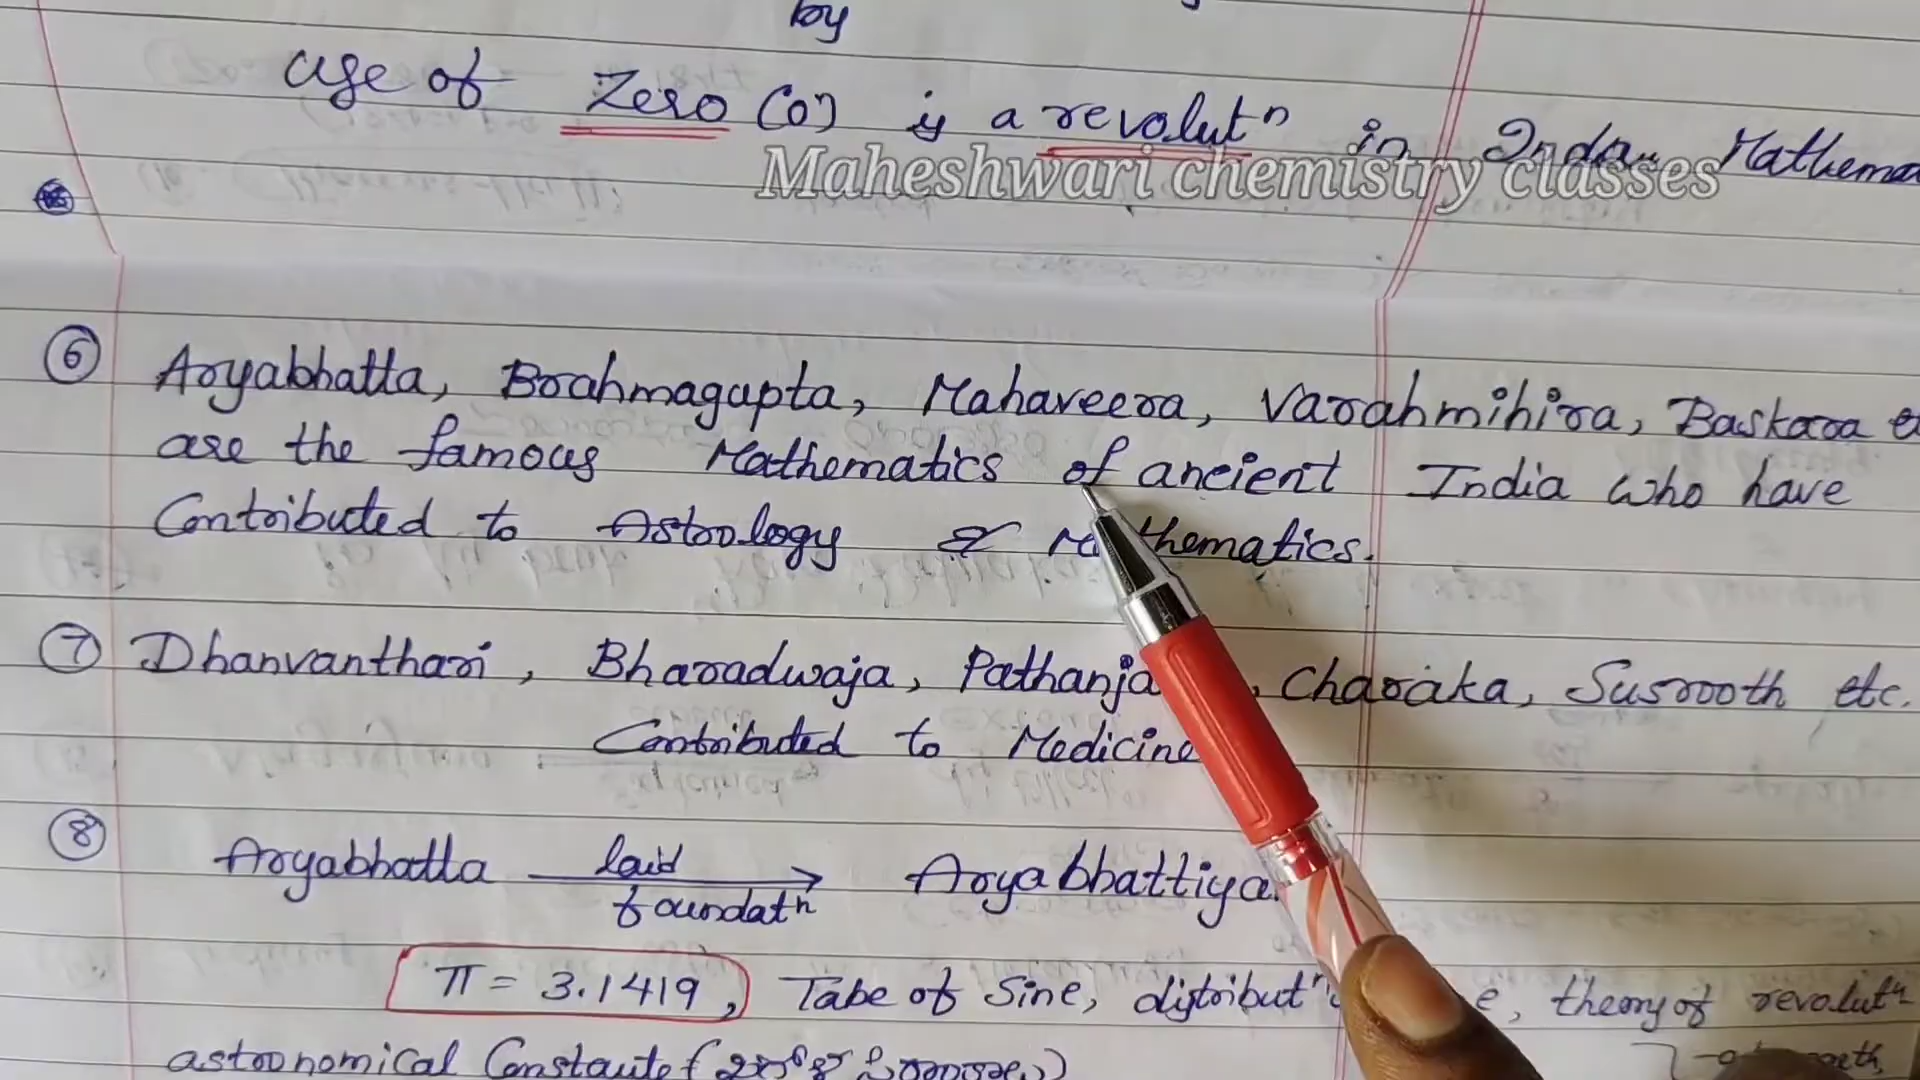 by
use of Zero (0) is a revolutⁿ in Indian Mathema
Maheshwari chemistry classes
⑥ Aryabhatta, Brahmagupta, Mahaveera, Varahmihira, Baskara
are the famous Mathematics of ancient India who have
Contributed to Astrology & Mathematics.
⑦ Dhanvanthari, Bharadwaja, Pathanja , Charaka, Susrooth etc.
Contributed to Medicine
⑧ Aryabhatta laid foundatⁿ → Aryabhattiya
π = 3.1419, Tabe of Sine, distributⁿ theory of revolutⁿ
astronomical